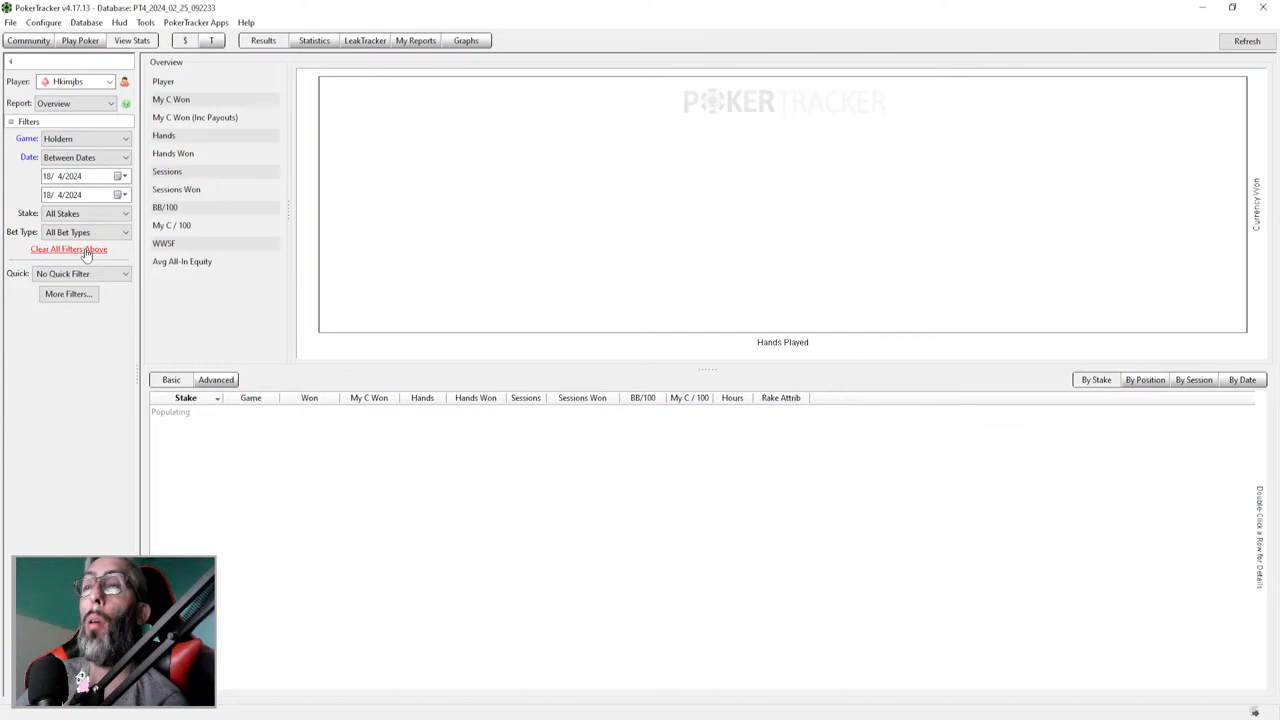 PokerTracker v4.17.13 - Database: PT4_2024_02_25_092233
File Configure Database Hud Tools PokerTracker Apps Help
Community Play Poker View Stats $ T Results Statistics LeakTracker My Reports Graphs Refresh
Player: Hkimjbs
Report: Overview
Filters
Game: Holdem
Date: Between Dates
18/ 4/2024
18/ 4/2024
Stake: All Stakes
Bet Type: All Bet Types
Clear All Filters Above
Quick: No Quick Filter
More Filters...
Overview
Player
My C Won
My C Won (Inc Payouts)
Hands
Hands Won
Sessions
Sessions Won
BB/100
My C / 100
WWSF
Avg All-In Equity
POKERTRACKER
Currency Won
Hands Played
Basic Advanced By Stake By Position By Session By Date
Stake Game Won My C Won Hands Hands Won Sessions Sessions Won BB/100 My C / 100 Hours Rake Attrib
Populating
Double-Click a Row for Details